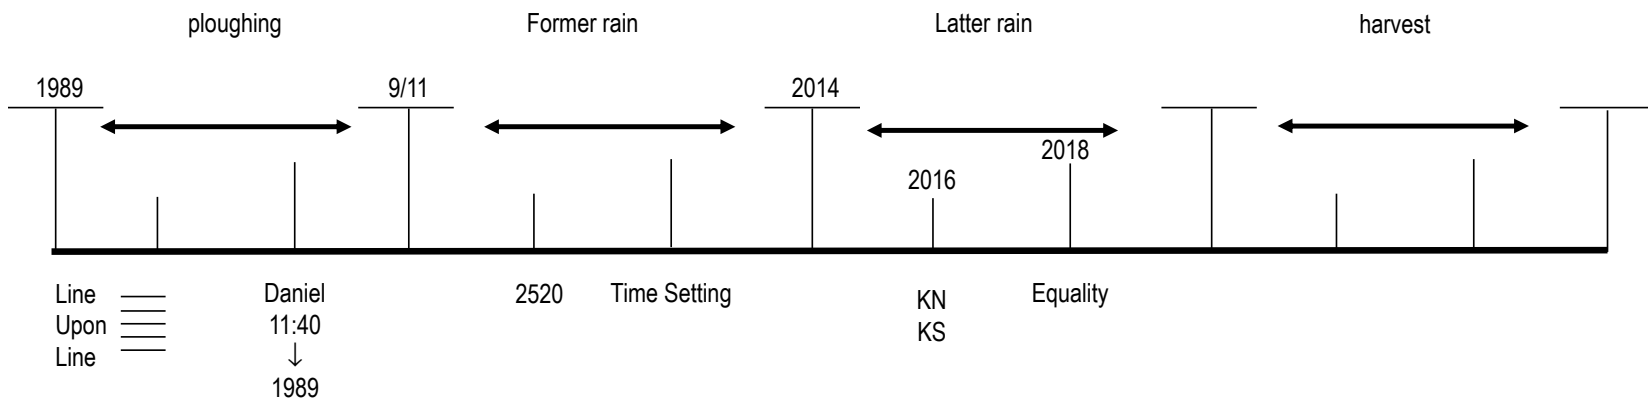 ploughing Former rain Latter rain harvest
1989 9/11 2014
2018
2016
Line Daniel 2520 Time Setting KN Equality
Upon 11:40 KS
Line ↓
1989